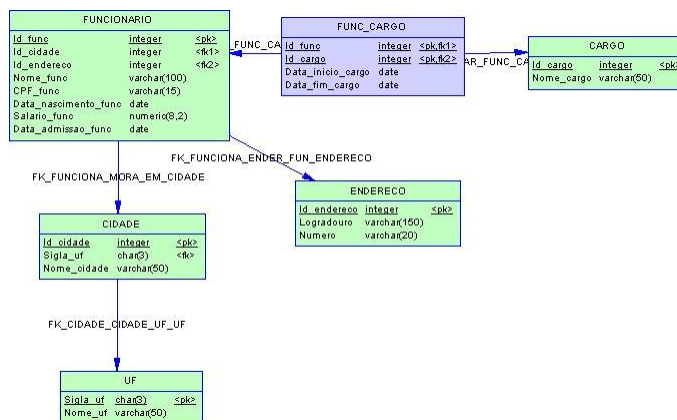 FUNCIONARIO
Id_func integer <pk>
Id_cidade integer <fk1>
Id_endereco integer <fk2>
Nome_func varchar(100)
CPF_func varchar(15)
Data_nascimento_func date
Salario_func numeric(8,2)
Data_admissao_func date
_FUNC_CA
FUNC_CARGO
Id_func integer <pk,fk1>
Id_cargo integer <pk,fk2>
Data_inicio_cargo date
Data_fim_cargo date
AR_FUNC_CA
CARGO
Id_cargo integer <pk>
Nome_cargo varchar(50)
FK_FUNCIONA_ENDER_FUN_ENDERECO
FK_FUNCIONA_MORA_EM_CIDADE
ENDERECO
Id_endereco integer <pk>
Logradouro varchar(150)
Numero varchar(20)
CIDADE
Id_cidade integer <pk>
Sigla_uf char(3) <fk>
Nome_cidade varchar(50)
FK_CIDADE_CIDADE_UF_UF
UF
Sigla_uf char(3) <pk>
Nome_uf varchar(50)